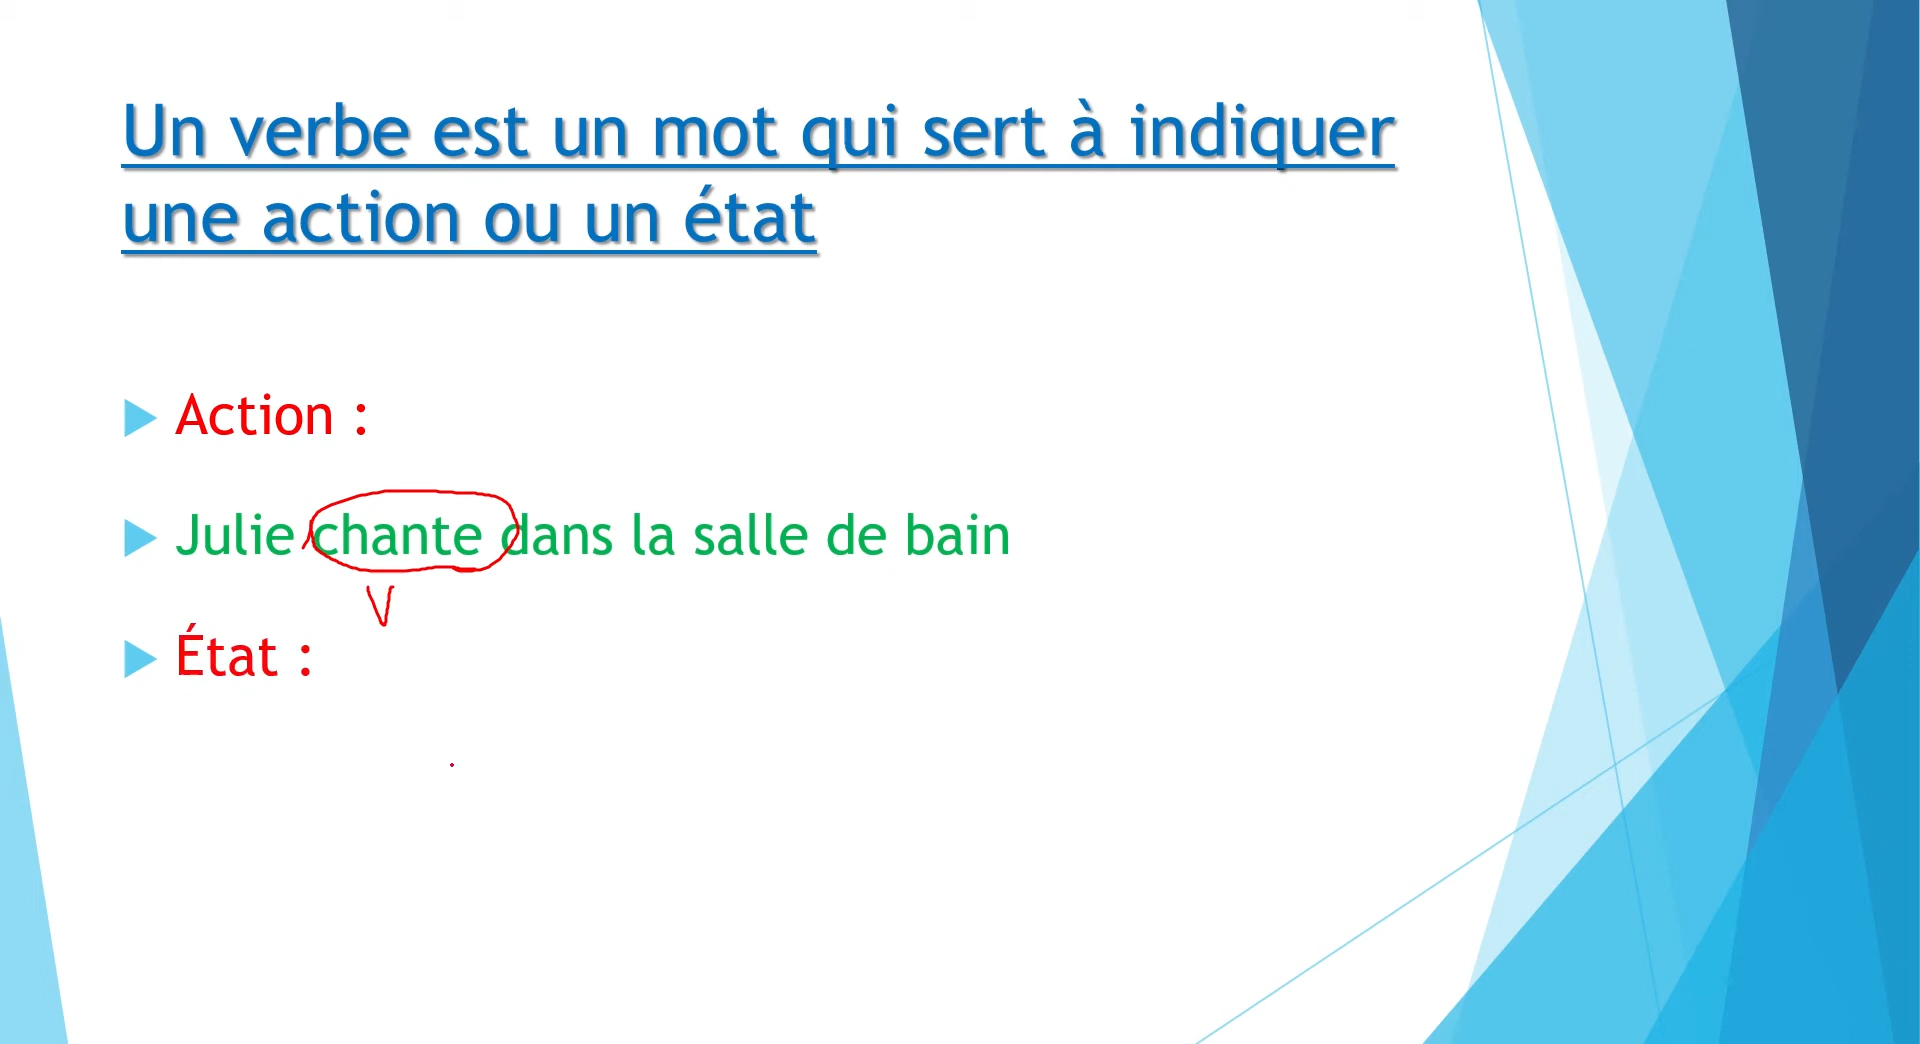 Un verbe est un mot qui sert à indiquer
une action ou un état
Action :
Julie chante dans la salle de bain
V
État :